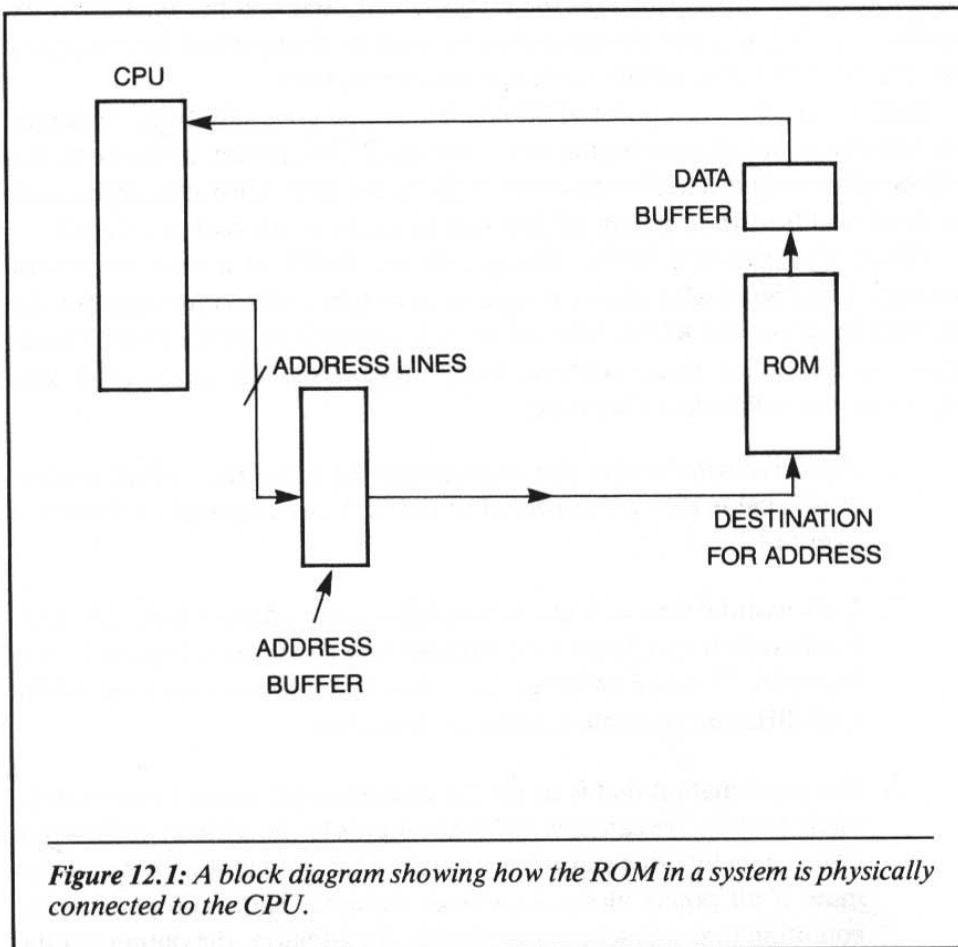 CPU
DATA
BUFFER
ADDRESS LINES
ROM
DESTINATION
FOR ADDRESS
ADDRESS
BUFFER
Figure 12.1: A block diagram showing how the ROM in a system is physically
connected to the CPU.